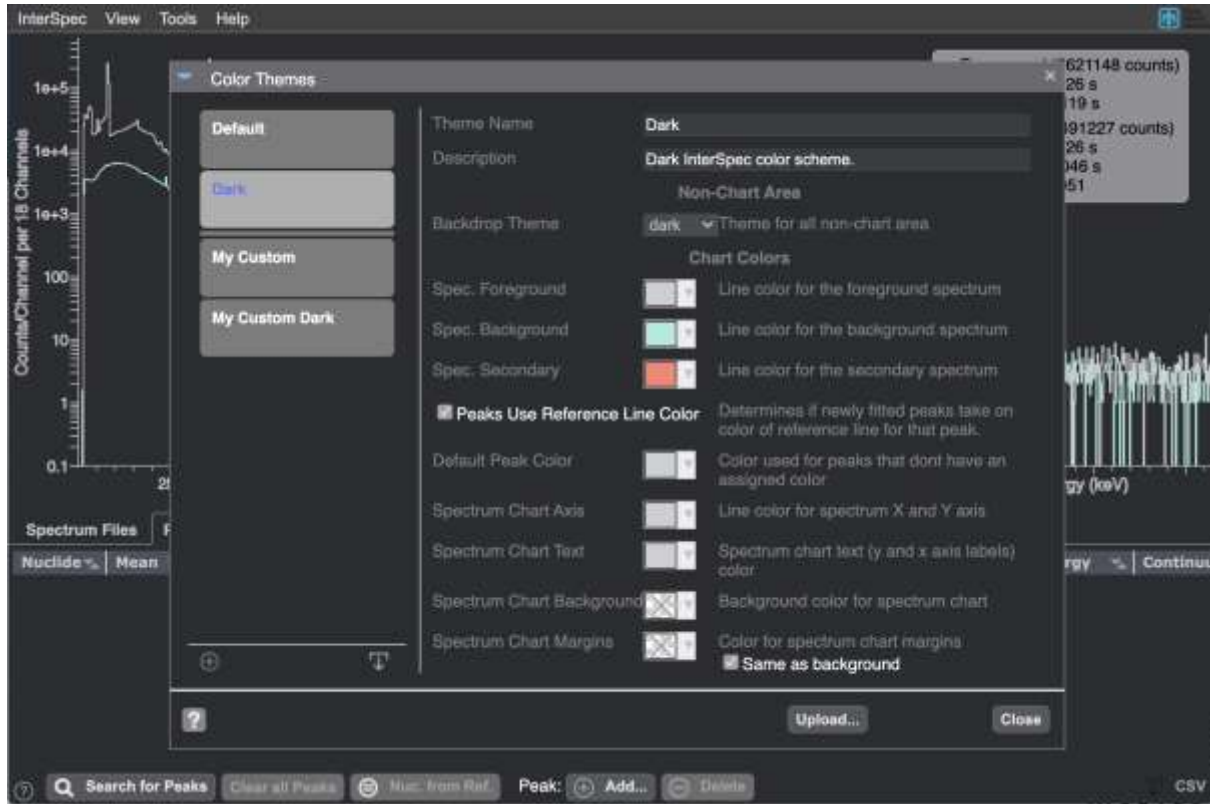 InterSpec View Tools Help
621148 counts)
26 s
119 s
391227 counts)
26 s
046 s
51
1e+5
1e+4
1e+3
100
10
1
0.1
Counts/Channel per 18 Channels
gy (keV)
Color Themes
Default
Dark
My Custom
My Custom Dark
Theme Name Dark
Description Dark InterSpec color scheme.
Non-Chart Area
Backdrop Theme dark Theme for all non-chart area
Chart Colors
Spec. Foreground Line color for the foreground spectrum
Spec. Background Line color for the background spectrum
Spec. Secondary Line color for the secondary spectrum
Peaks Use Reference Line Color Determines if newly fitted peaks take on
color of reference line for that peak.
Default Peak Color Color used for peaks that dont have an
assigned color
Spectrum Chart Axis Line color for spectrum X and Y axis
Spectrum Chart Text Spectrum chart text (y and x axis labels)
color
Spectrum Chart Background Background color for spectrum chart
Spectrum Chart Margins Color for spectrum chart margins
Same as background
? Upload... Close
Spectrum Files
Nuclide Mean rgy Continuu
? Search for Peaks Clear all Peaks Nuc. from Ref. Peak: Add... Delete CSV